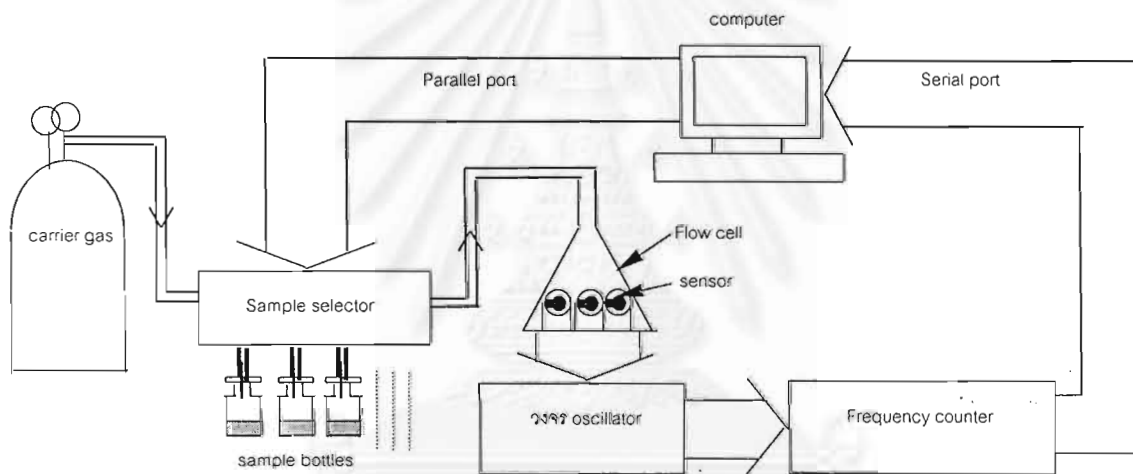 computer
Parallel port
Serial port
carrier gas
Flow cell
sensor
Sample selector
วงจร oscillator
Frequency counter
sample bottles